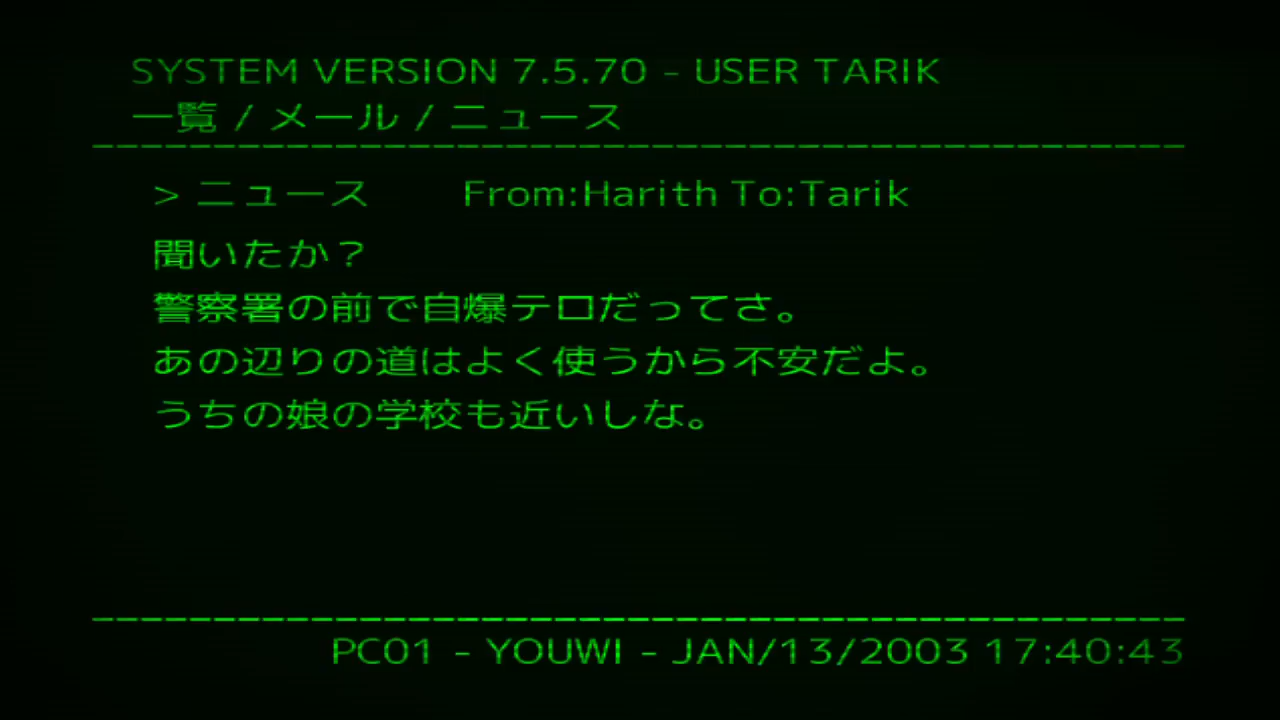 SYSTEM VERSION 7.5.70 - USER TARIK
一覧 / メール / ニュース
> ニュース From:Harith To:Tarik
聞いたか？
警察署の前で自爆テロだってさ。
あの辺りの道はよく使うから不安だよ。
うちの娘の学校も近いしな。
PC01 - YOUWI - JAN/13/2003 17:40:43